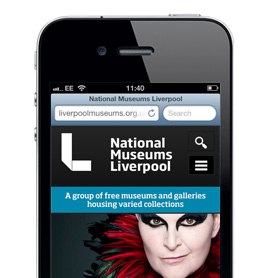 EE 11:40
National Museums Liverpool
liverpoolmuseums.org.u
Search
National
Museums
Liverpool
A group of free museums and galleries
housing varied collections